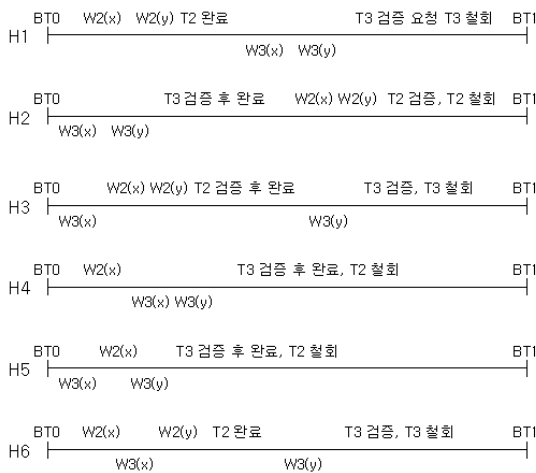 BT0 W2(x) W2(y) T2 완료 T3 검증 요청 T3 철회 BT1
H1
W3(x) W3(y)
BT0 T3 검증 후 완료 W2(x) W2(y) T2 검증, T2 철회 BT1
H2
W3(x) W3(y)
BT0 W2(x) W2(y) T2 검증 후 완료 T3 검증, T3 철회 BT1
H3
W3(x) W3(y)
BT0 W2(x) T3 검증 후 완료, T2 철회 BT1
H4
W3(x) W3(y)
BT0 W2(x) T3 검증 후 완료, T2 철회 BT1
H5
W3(x) W3(y)
BT0 W2(x) W2(y) T2 완료 T3 검증, T3 철회 BT1
H6
W3(x) W3(y)